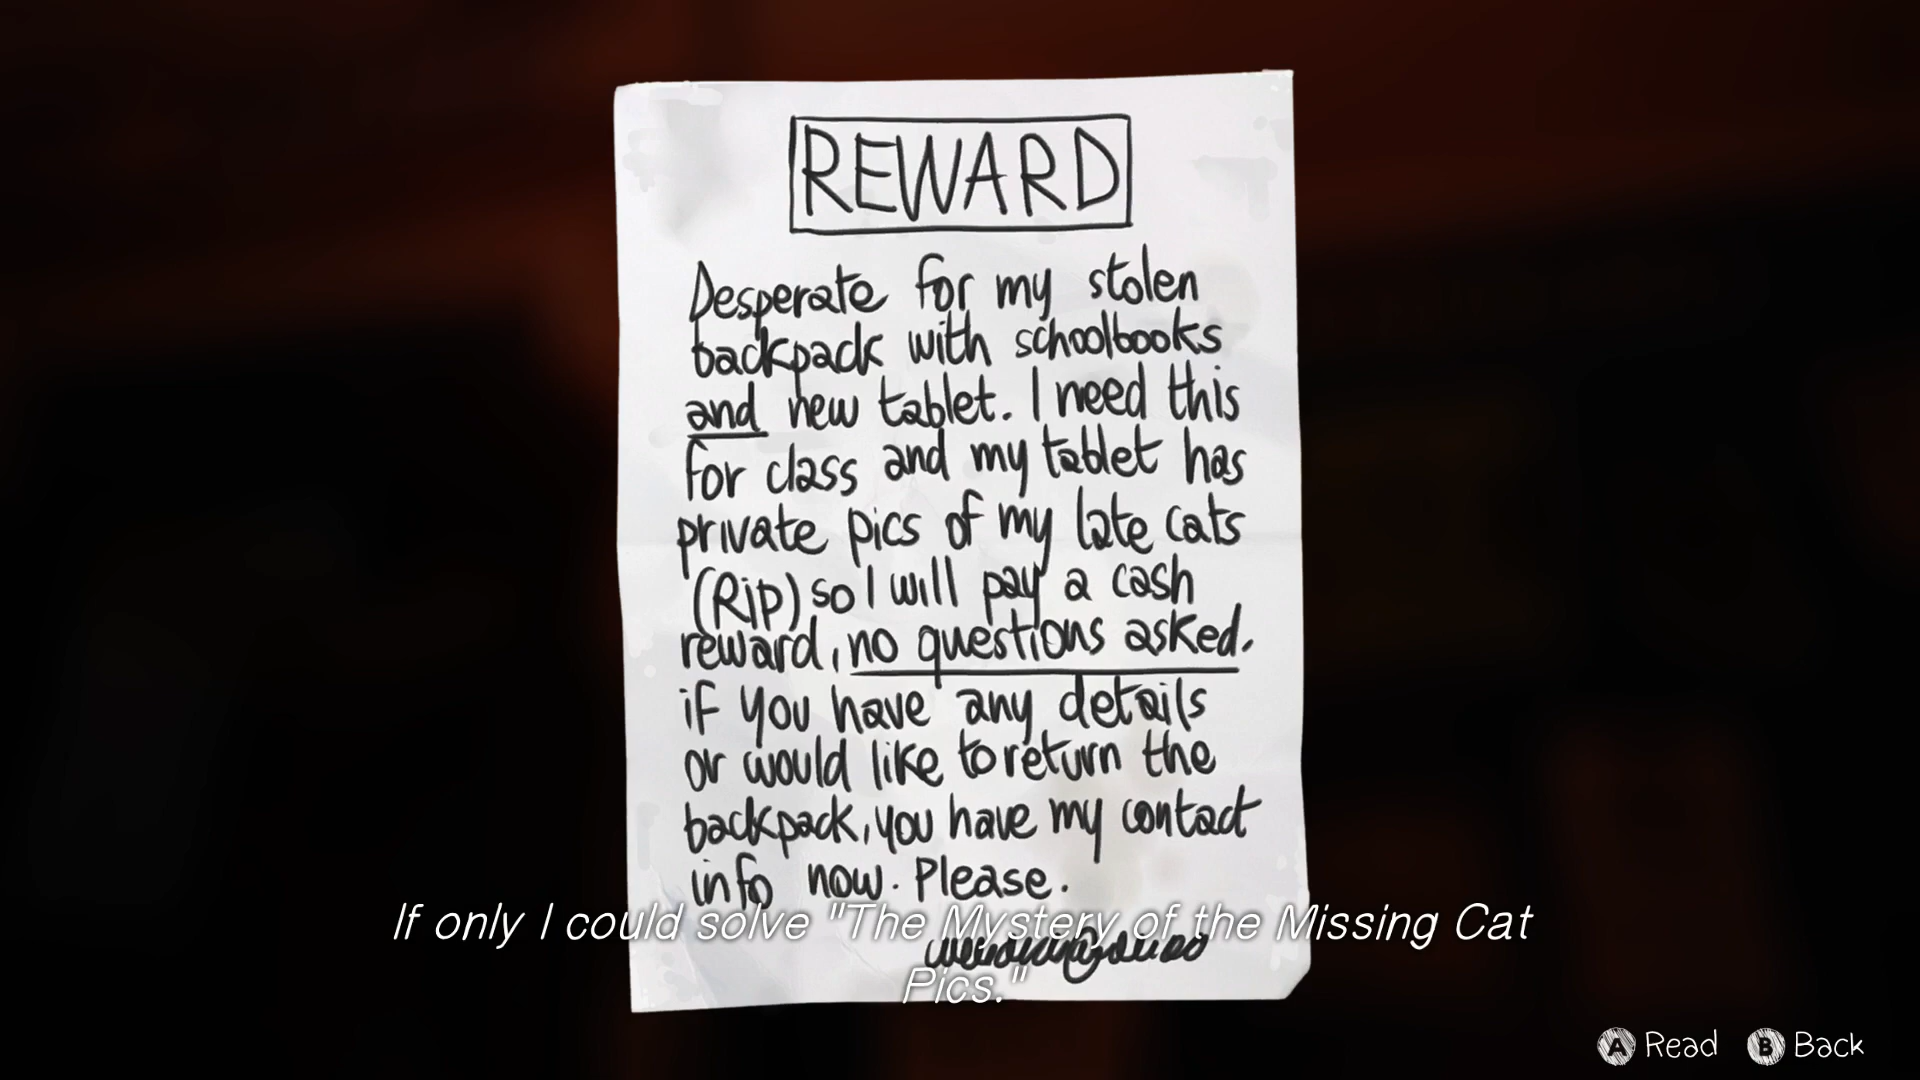 REWARD
Desperate for my stolen
backpack with schoolbooks
and new tablet. I need this
for class and my tablet has
private pics of my late cats
(RIP) so I will pay a cash
reward, no questions asked.
if you have any details
or would like to return the
backpack, you have my contact
info now. Please.
If only I could solve "The Mystery of the Missing Cat
Pics."
A Read B Back